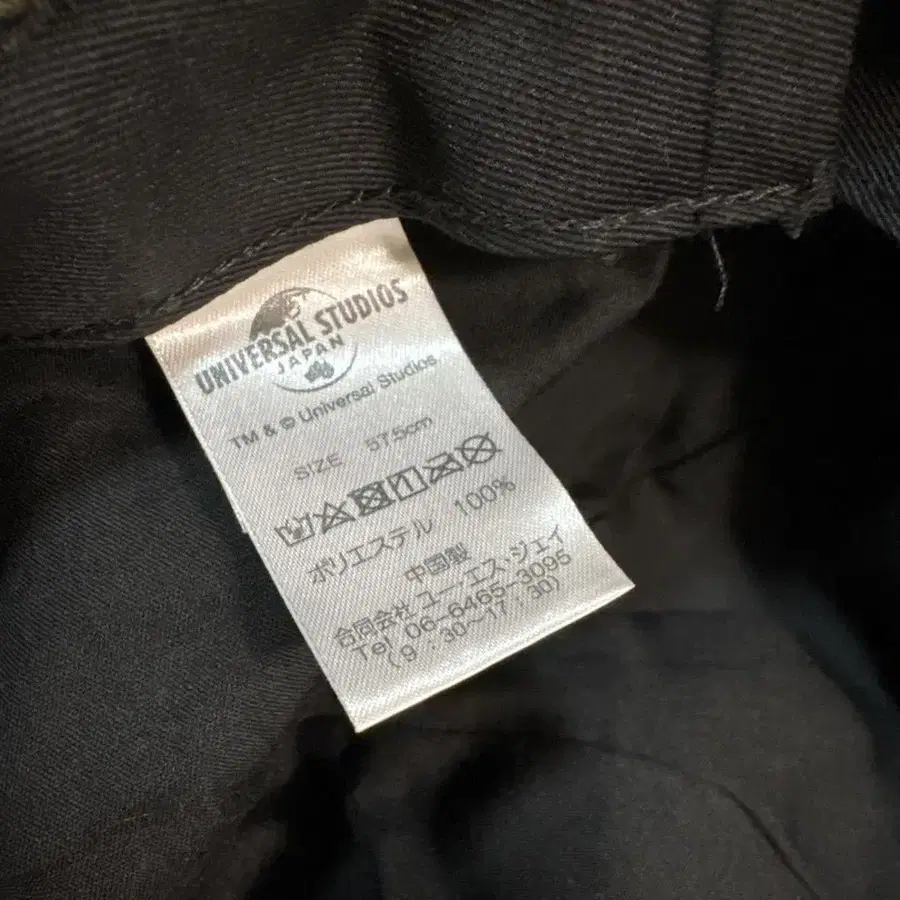 UNIVERSAL STUDIOS
JAPAN
TM & © Universal Studios
SIZE 57.5cm
ポリエステル 100%
中国製
合同会社 ユー・エス・ジェイ
Tel 06-6465-3095
(9:30～17:30)